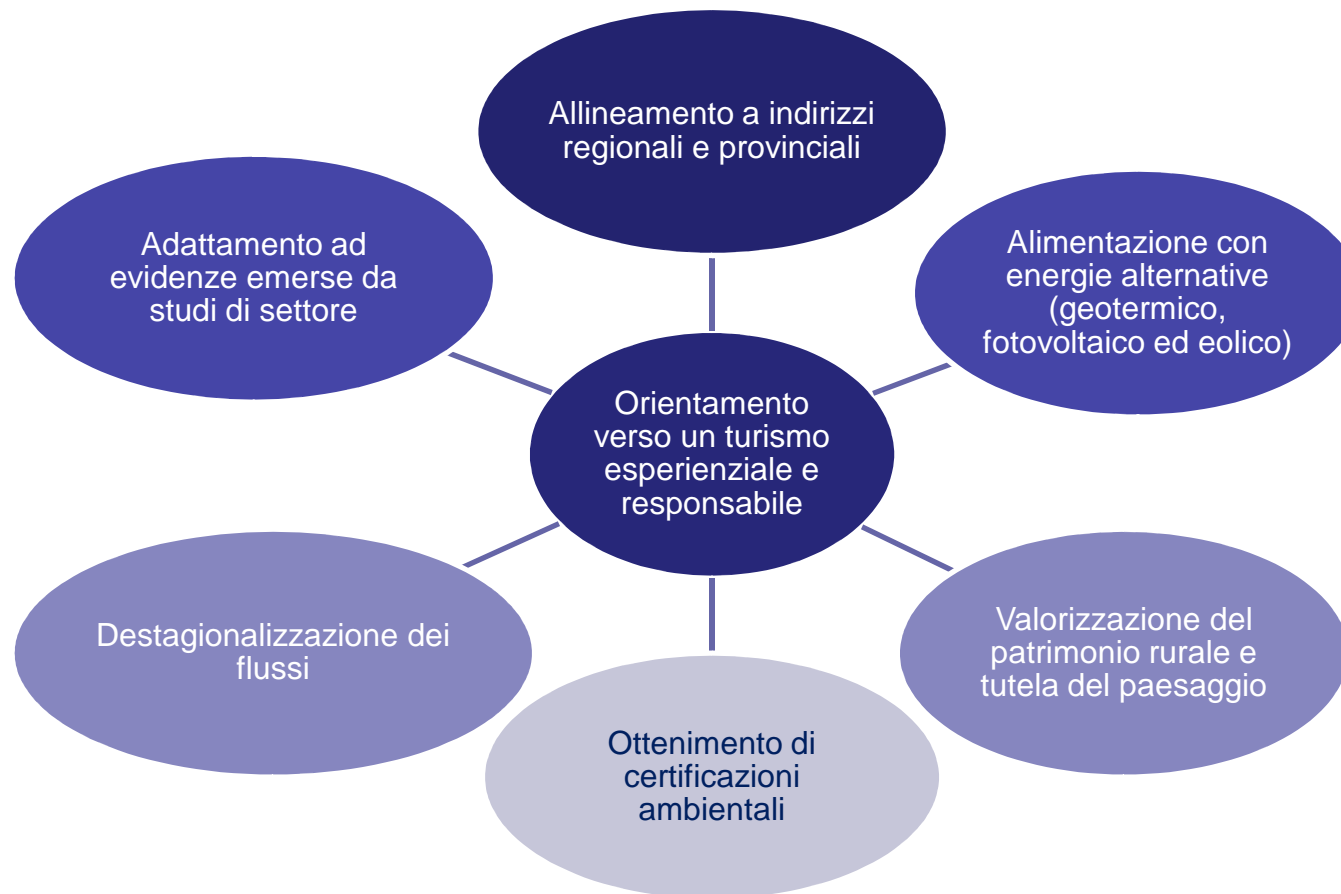 Allineamento a indirizzi
regionali e provinciali
Adattamento ad
evidenze emerse da
studi di settore
Alimentazione con
energie alternative
(geotermico,
fotovoltaico ed eolico)
Orientamento
verso un turismo
esperienziale e
responsabile
Destagionalizzazione dei
flussi
Valorizzazione del
patrimonio rurale e
tutela del paesaggio
Ottenimento di
certificazioni
ambientali